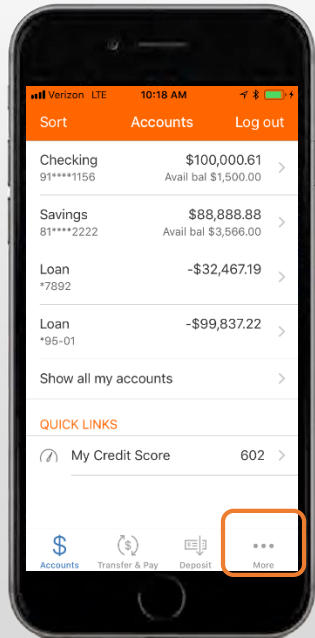 Verizon LTE 10:18 AM
Sort Accounts Log out
Checking $100,000.61
91****1156 Avail bal $1,500.00
Savings $88,888.88
81****2222 Avail bal $3,566.00
Loan -$32,467.19
*7892
Loan -$99,837.22
*95-01
Show all my accounts
QUICK LINKS
My Credit Score 602
Accounts Transfer & Pay Deposit More